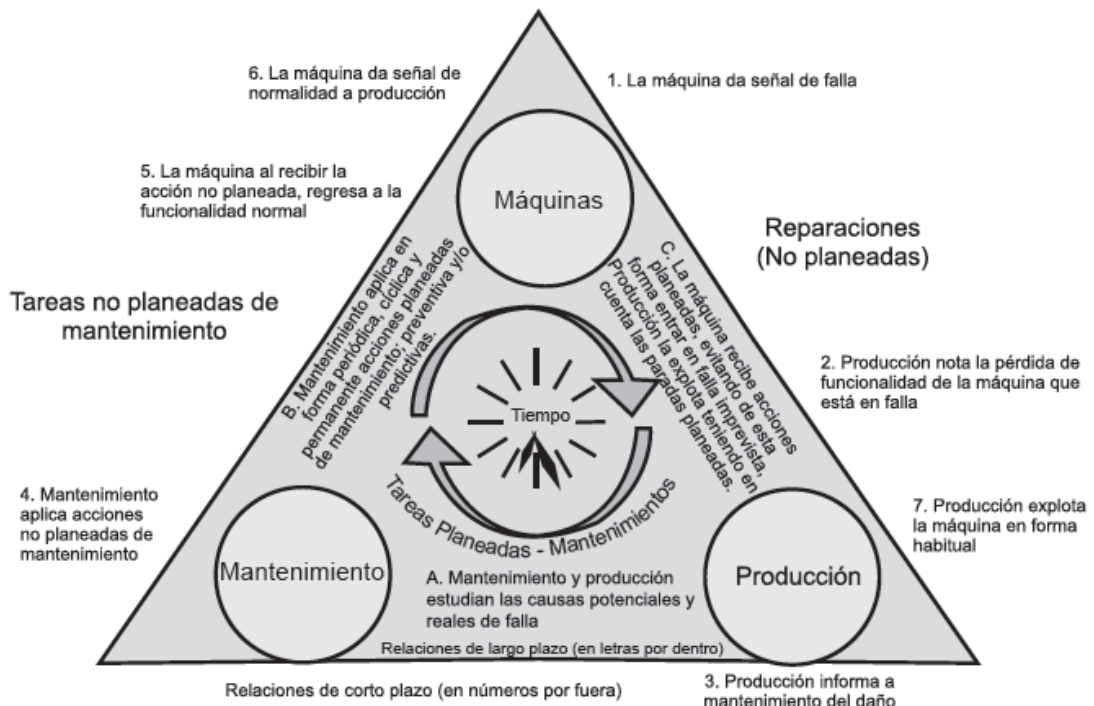 6. La máquina da señal de
normalidad a producción
1. La máquina da señal de falla
5. La máquina al recibir la
acción no planeada, regresa a la
funcionalidad normal
Máquinas
Reparaciones
(No planeadas)
Tareas no planeadas de
mantenimiento
B. Mantenimiento aplica en
forma periódica, cíclica y
permanente acciones planeadas
de mantenimiento; preventiva y/o
predictivas.
C. La máquina recibe acciones
planeadas, evitando de esta
forma entrar en falla imprevista,
Producción la explota teniendo en
cuenta las paradas planeadas.
2. Producción nota la pérdida de
funcionalidad de la máquina que
está en falla
Tiempo
Tareas Planeadas - Mantenimientos
4. Mantenimiento
aplica acciones
no planeadas de
mantenimiento
7. Producción explota
la máquina en forma
habitual
Mantenimiento
Producción
A. Mantenimiento y producción
estudian las causas potenciales y
reales de falla
Relaciones de largo plazo (en letras por dentro)
Relaciones de corto plazo (en números por fuera)
3. Producción informa a
mantenimiento del daño